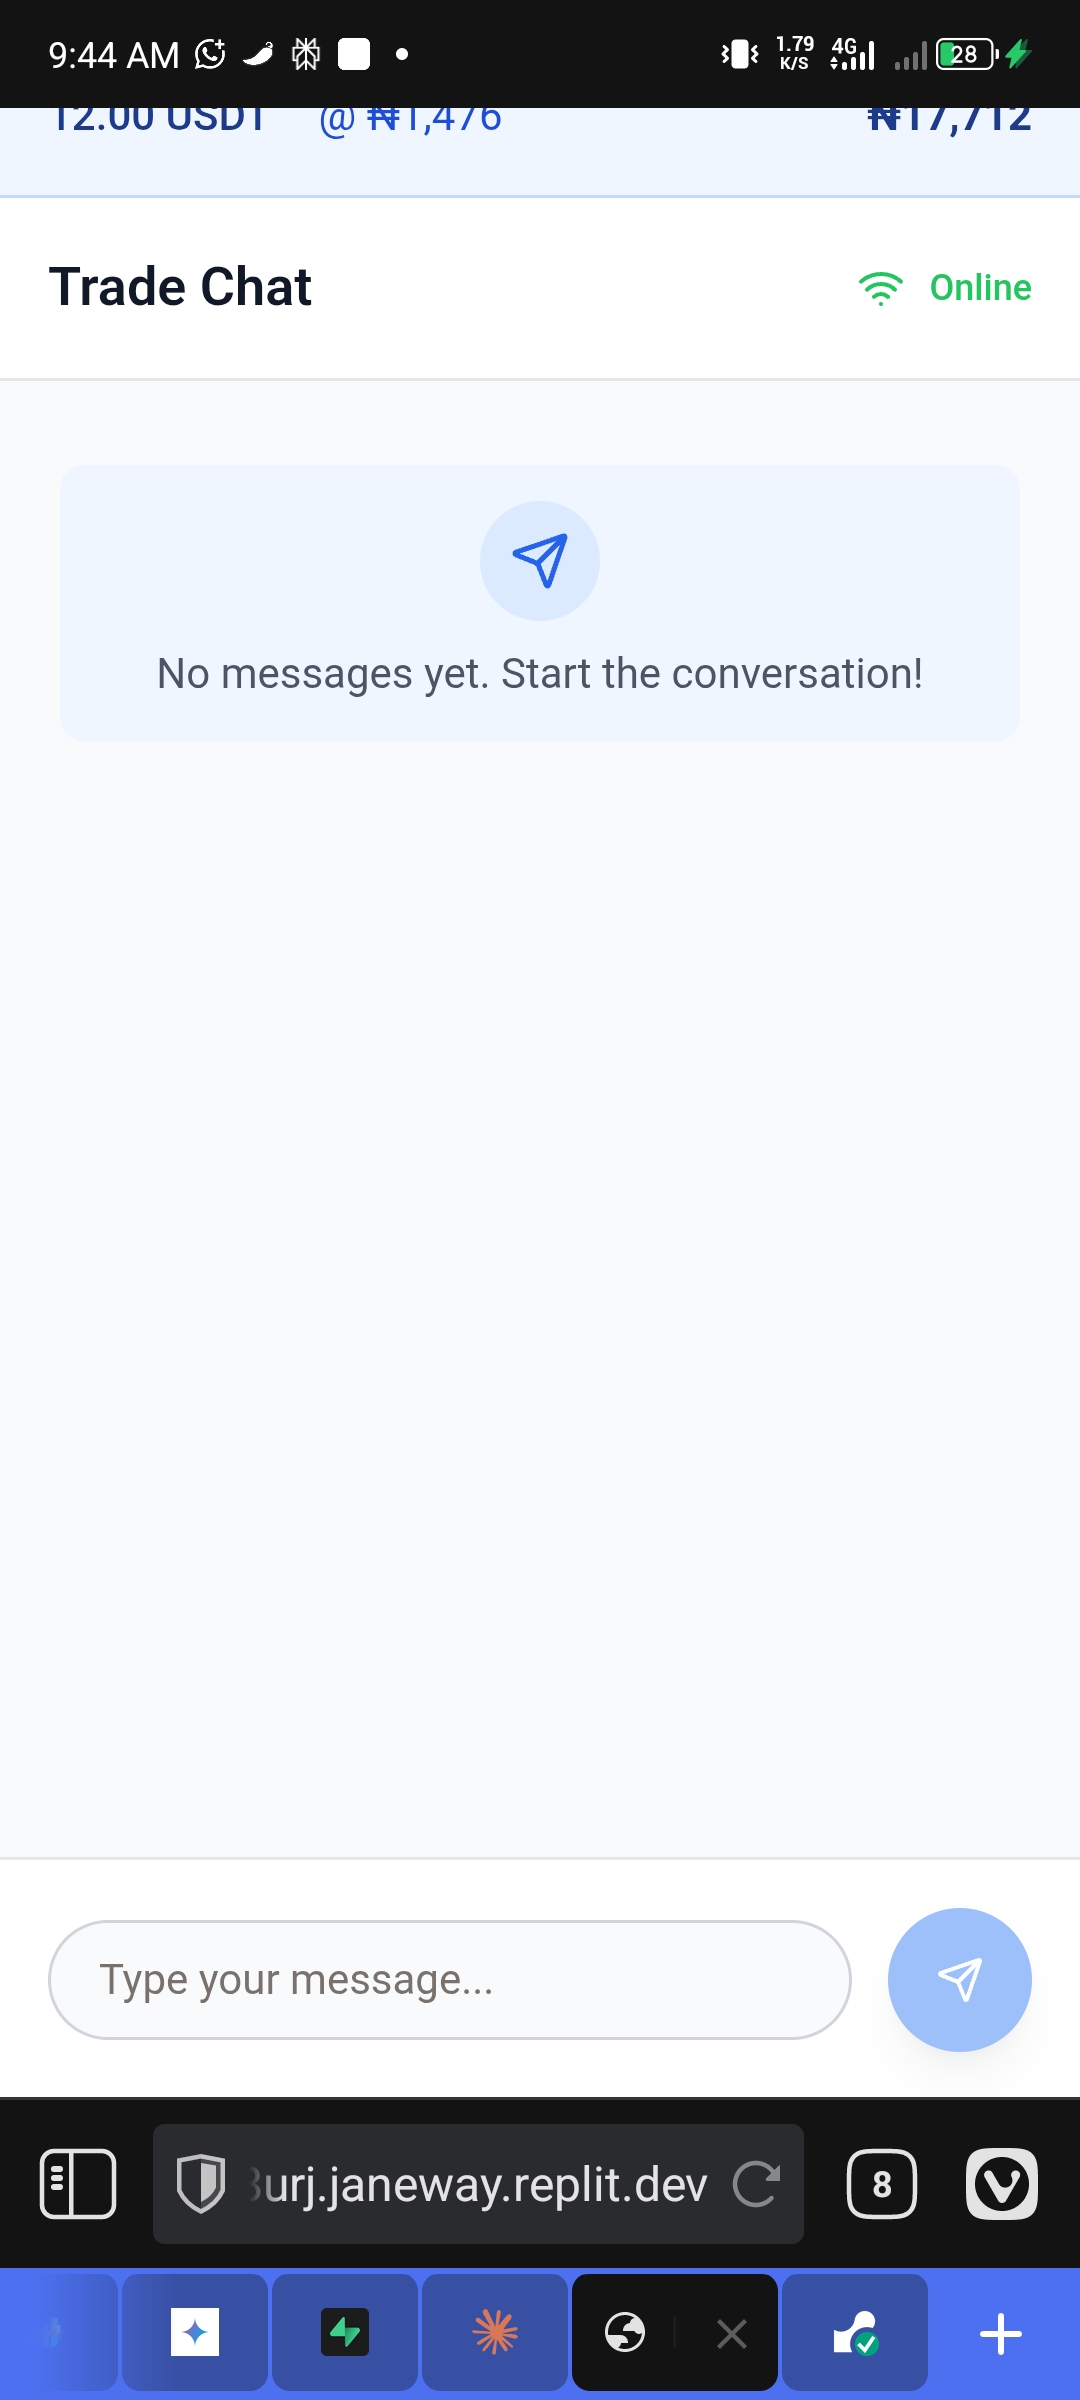 9:44 AM
1.79 K/S
4G
28
12.00 USDT @ ₦1,476 ₦17,712
Trade Chat
Online
No messages yet. Start the conversation!
Type your message...
urj.janeway.replit.dev
8